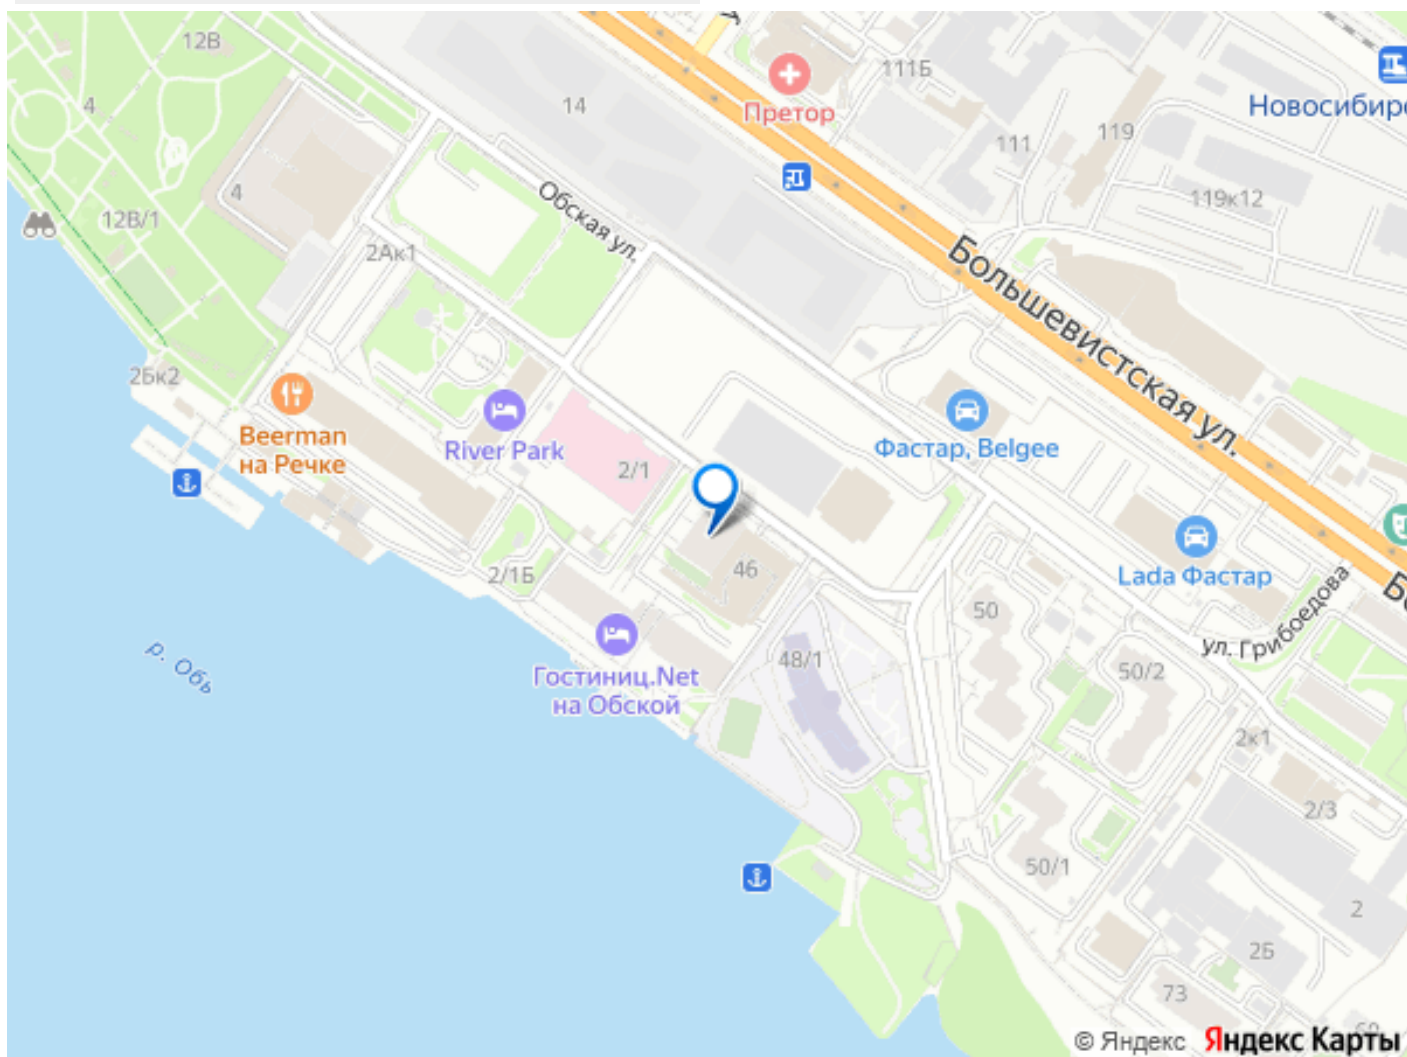 12В
4
12В/1
4
14
111Б
Претор
111
119
119к12
Новосибирс
Обская ул.
2Ак1
Большевистская ул.
2Бк2
Beerman
на Речке
River Park
2/1
Фастар, Belgee
46
2/1Б
Lada Фастар
ул. Грибоедова
50
50/2
48/1
Гостиниц.Net
на Обской
р. Обь
2к1
2/3
50/1
2
2Б
73
© Яндекс Яндекс Карты